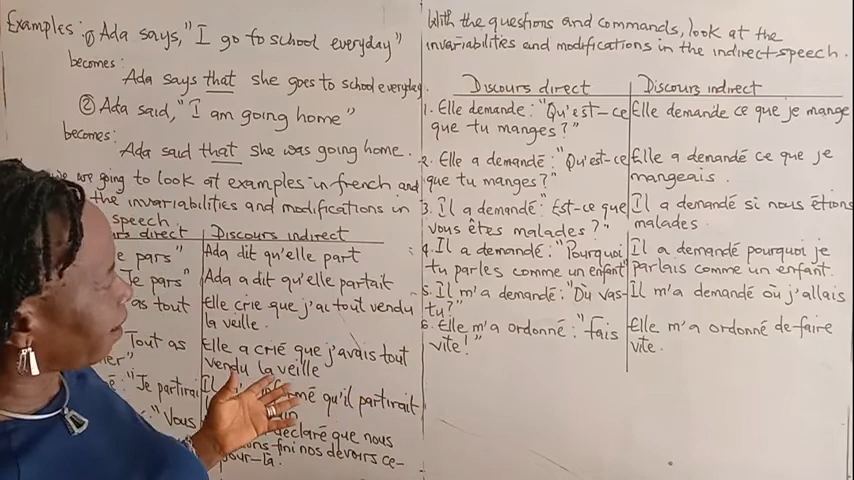 Examples: ① Ada says, "I go to school everyday"
becomes:
Ada says that she goes to school everyday.
② Ada said, "I am going home"
becomes:
Ada said that she was going home.
we are going to look at examples in french and
the invariabilities and modifications in
speech
direct Discours indirect
Je pars" Ada dit qu'elle part
"Je pars" Ada a dit qu'elle partait
as tout Elle crie que j'ai tout vendu
la veille.
Tout as Elle a crié que j'avais tout
vendu la veille
"Je partirai Il qu'il partirait
"Vous déclaré que nous
fini nos devoirs ce-
jour-là.
With the questions and commands, look at the
invariabilities and modifications in the indirect speech.
Discours direct Discours indirect
1. Elle demande: "Qu'est-ce Elle demande ce que je mange
que tu manges?"
2. Elle a demandé: "Qu'est-ce Elle a demandé ce que je
que tu manges?" mangeais.
3. Il a demandé: "Est-ce que Il a demandé si nous étions
vous êtes malades?" malades.
4. Il a demandé: "Pourquoi Il a demandé pourquoi je
tu parles comme un enfant" parlais comme un enfant.
5. Il m'a demandé: "Où vas- Il m'a demandé où j'allais
tu?"
6. Elle m'a ordonné: "fais Elle m'a ordonné de faire
vite!" vite.